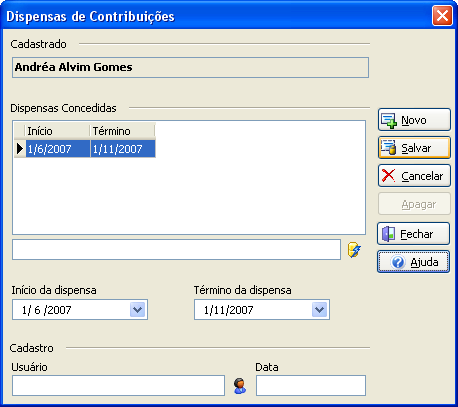 Dispensas de Contribuições
Cadastrado
Andréa Alvim Gomes
Dispensas Concedidas
Início Término
1/6/2007 1/11/2007
Novo
Salvar
Cancelar
Apagar
Fechar
Ajuda
Início da dispensa Término da dispensa
1/ 6 /2007 1/11/2007
Cadastro
Usuário Data